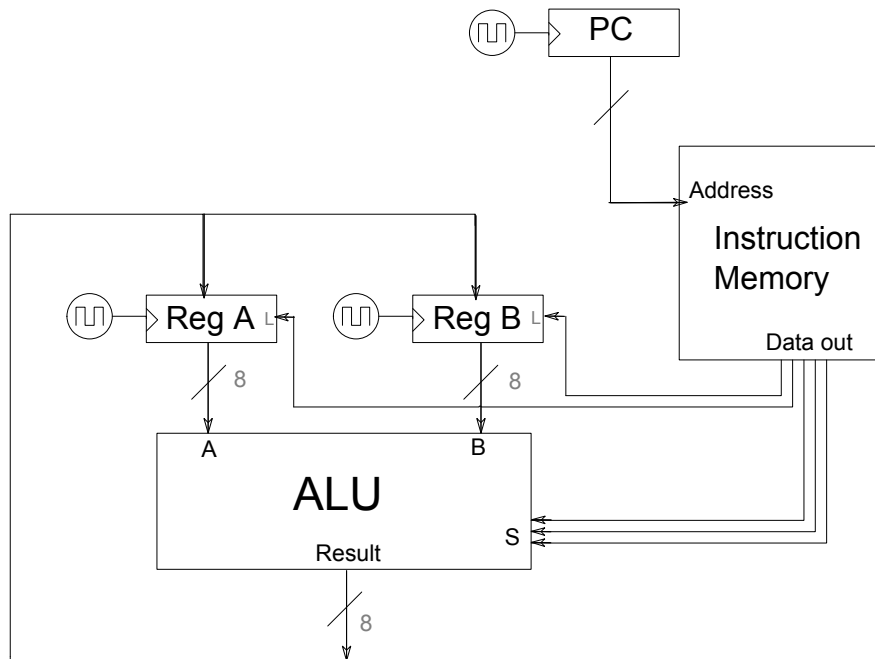 PC
Address
Instruction
Memory
Data out
Reg A L
Reg B L
8
8
A
B
ALU
S
Result
8